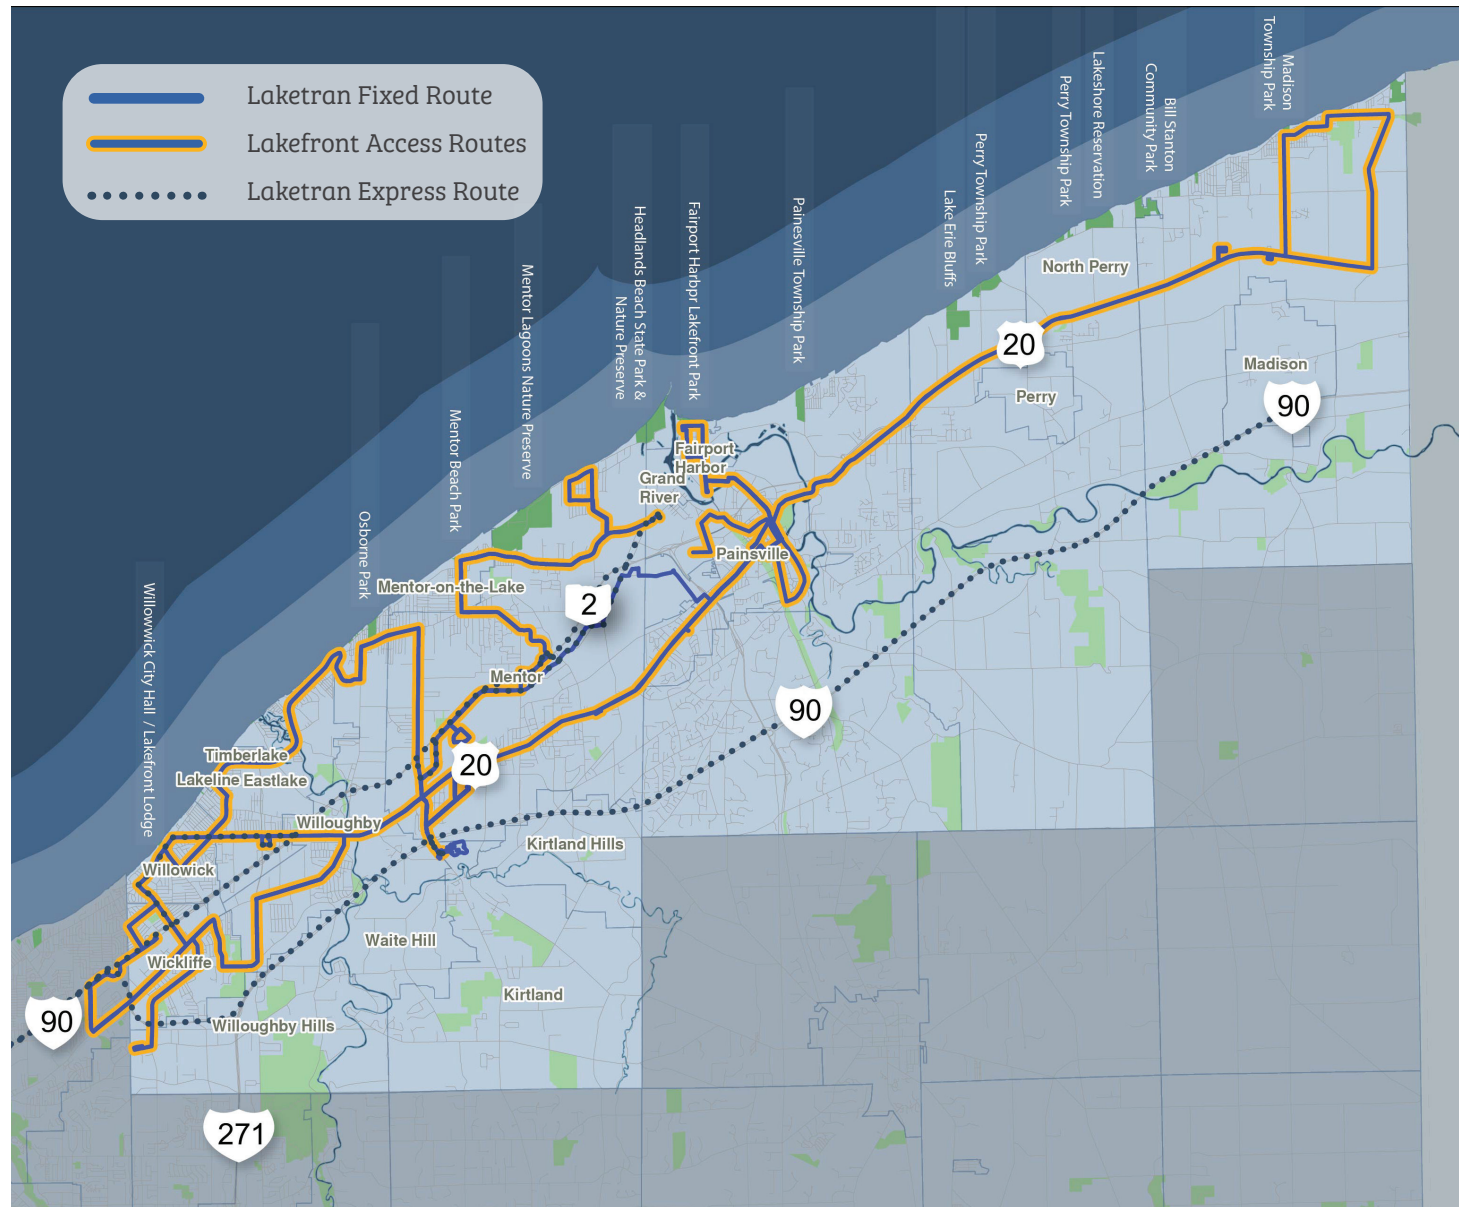 Laketran Fixed Route
Lakefront Access Routes
Laketran Express Route
Willowwick City Hall / Lakefront Lodge
Osborne Park
Mentor Beach Park
Mentor Lagoons Nature Preserve
Headlands Beach State Park &
Nature Preserve
Fairport Harbpr Lakefront Park
Painesville Township Park
Lake Erie Bluffs
Perry Township Park
Perry Township Park
Lakeshore Reservation
Bill Stanton
Community Park
Madison
Township Park
North Perry
20
Perry
Madison
90
Fairport
Harbor
Grand
River
Painsville
Mentor-on-the-Lake
2
Mentor
90
Timberlake
20
Lakeline Eastlake
Willoughby
Kirtland Hills
Willowick
Waite Hill
Wickliffe
Kirtland
90
Willoughby Hills
271